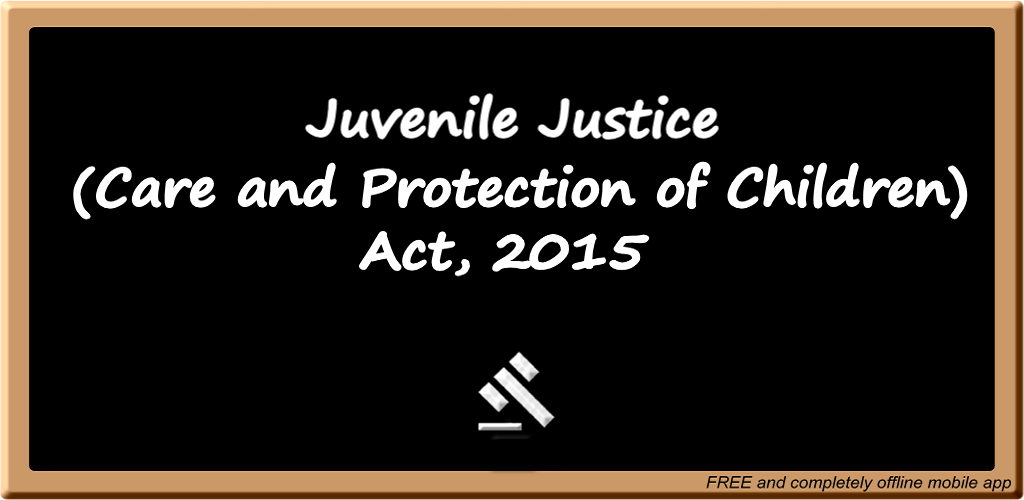 Juvenile Justice
(Care and Protection of Children)
Act, 2015
FREE and completely offline mobile app